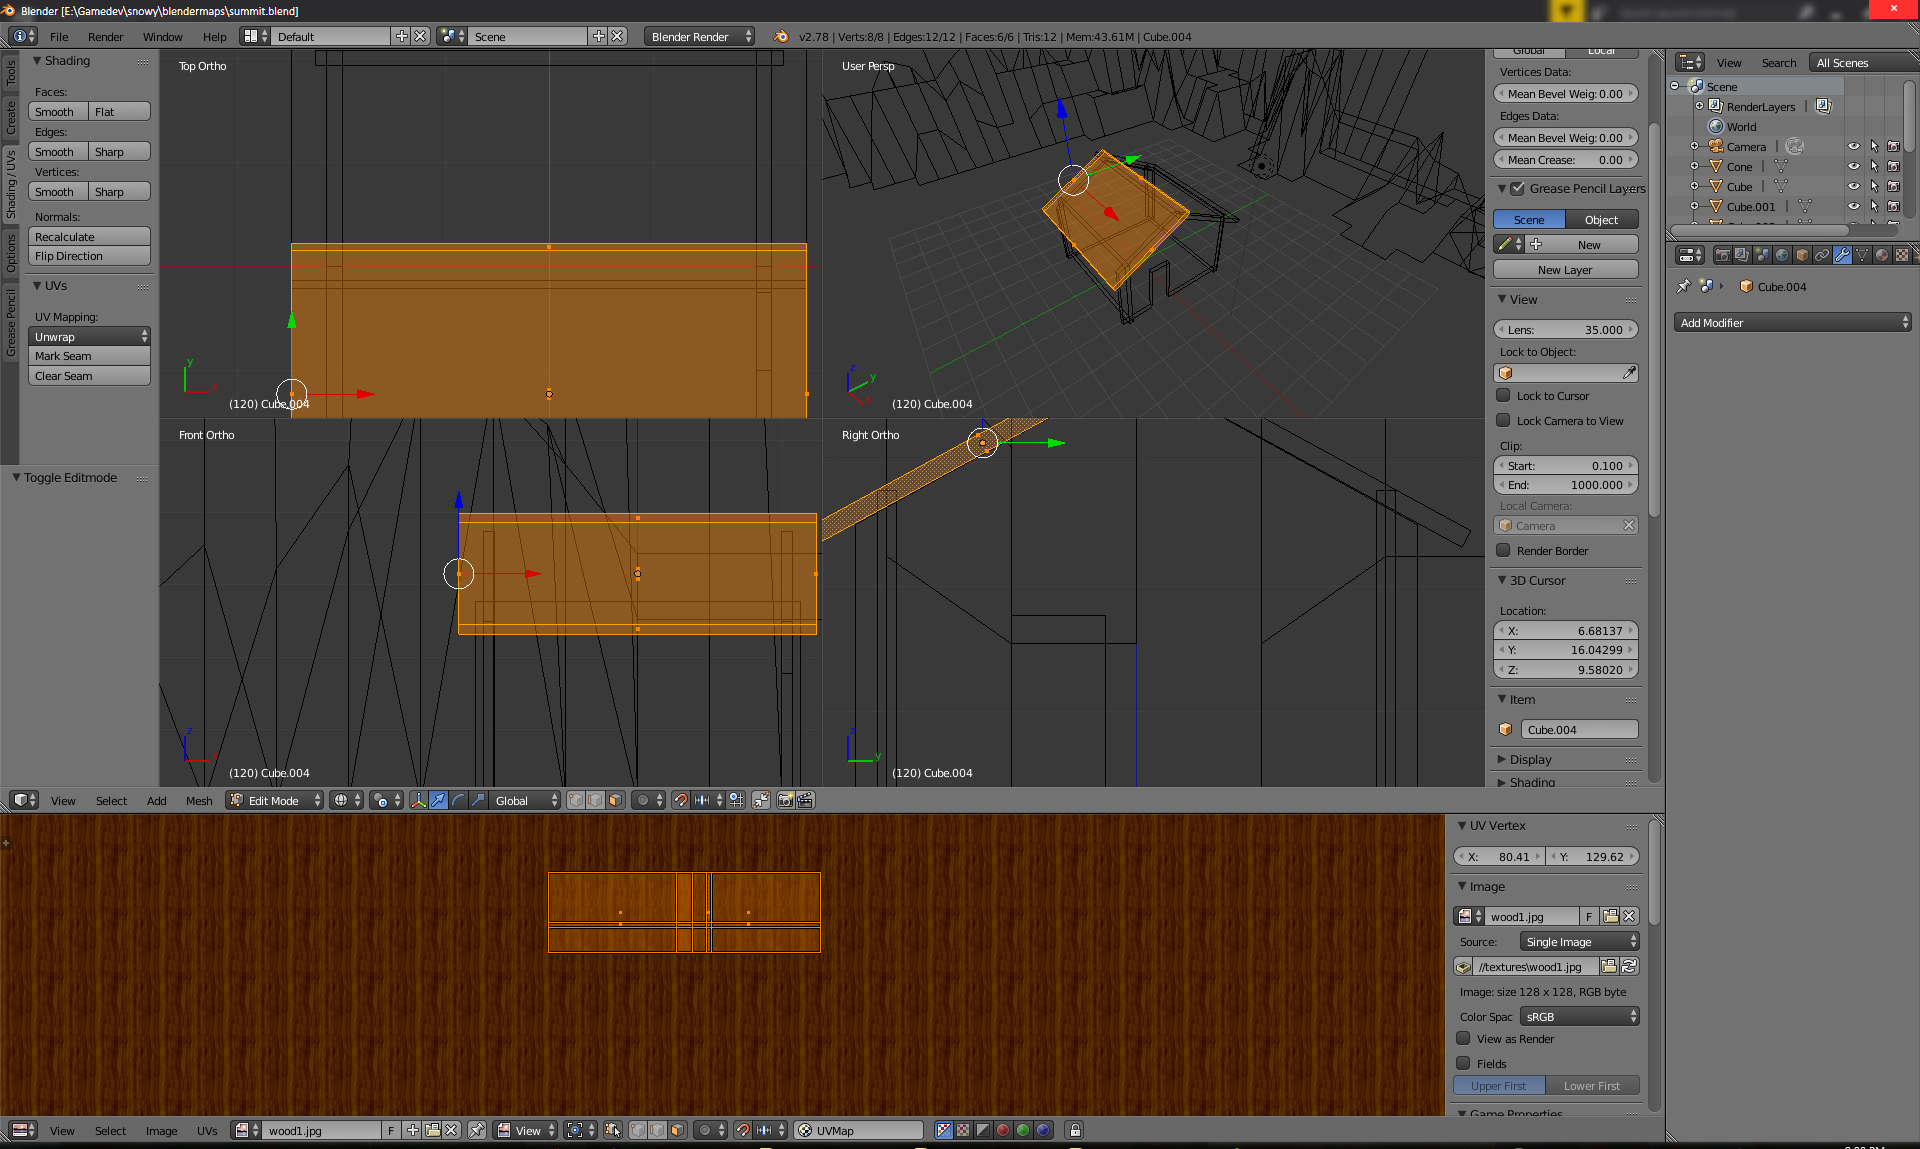 Blender [E:\Gamedev\snowy\blendermaps\summit.blend]
File Render Window Help Default Scene Blender Render v2.78 | Verts:8/8 | Edges:12/12 | Faces:6/6 | Tris:12 | Mem:43.61M | Cube.004
Tools
Create
Shading / UVs
Options
Grease Pencil
Shading
Faces:
Smooth Flat
Edges:
Smooth Sharp
Vertices:
Smooth Sharp
Normals:
Recalculate
Flip Direction
UVs
UV Mapping:
Unwrap
Mark Seam
Clear Seam
Toggle Editmode
Top Ortho
(120) Cube.004
User Persp
(120) Cube.004
Front Ortho
(120) Cube.004
Right Ortho
(120) Cube.004
Global Local
Vertices Data:
Mean Bevel Weig: 0.00
Edges Data:
Mean Bevel Weig: 0.00
Mean Crease: 0.00
Grease Pencil Layers
Scene Object
New
New Layer
View
Lens: 35.000
Lock to Object:
Lock to Cursor
Lock Camera to View
Clip:
Start: 0.100
End: 1000.000
Local Camera:
Camera
Render Border
3D Cursor
Location:
X: 6.68137
Y: 16.04299
Z: 9.58020
Item
Cube.004
Display
Shading
View Search All Scenes
Scene
RenderLayers
World
Camera
Cone
Cube
Cube.001
Cube.004
Add Modifier
View Select Add Mesh Edit Mode Global
UV Vertex
X: 80.41 Y: 129.62
Image
wood1.jpg F
Source: Single Image
//textures\wood1.jpg
Image: size 128 x 128, RGB byte
Color Spac sRGB
View as Render
Fields
Upper First Lower First
Game Properties
View Select Image UVs wood1.jpg F View UVMap